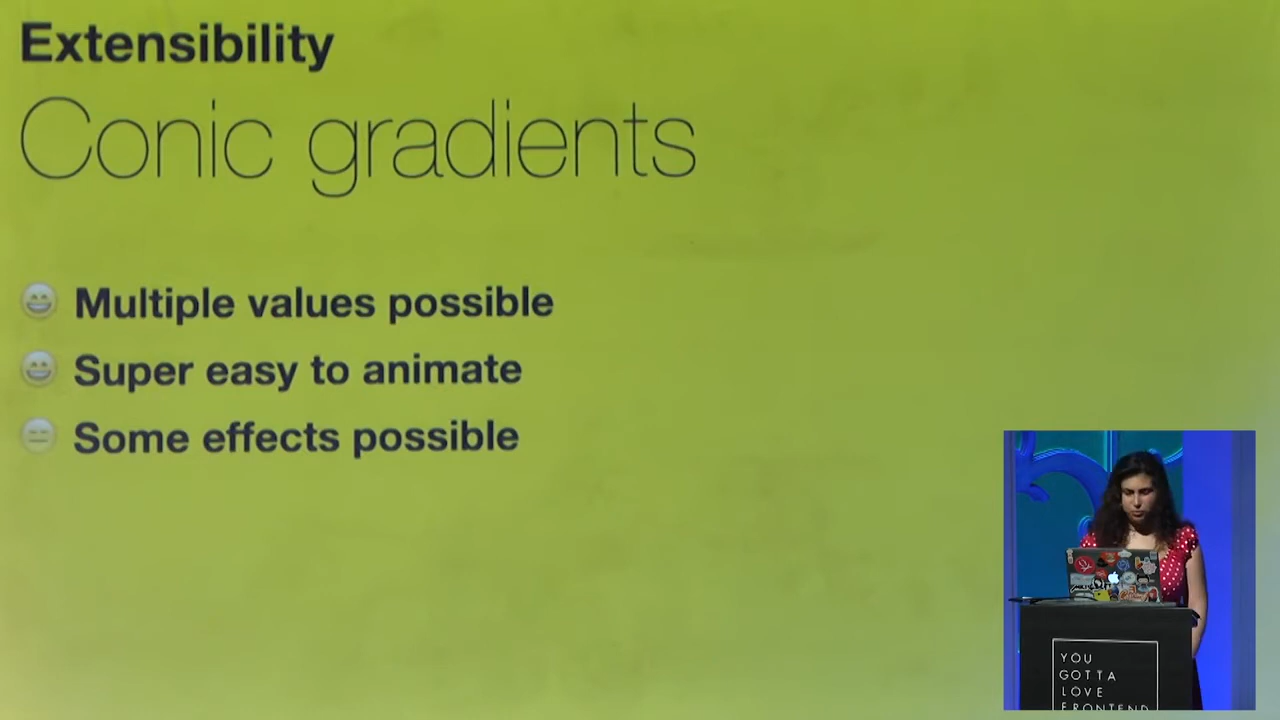 Extensibility
Conic gradients
Multiple values possible
Super easy to animate
Some effects possible
YOU
GOTTA
LOVE
FRONTEND